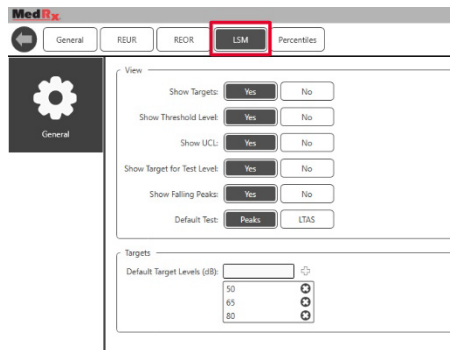 MedRx
General REUR REOR LSM Percentiles
General
View
Show Targets: Yes No
Show Threshold Level: Yes No
Show UCL: Yes No
Show Target for Test Level: Yes No
Show Falling Peaks: Yes No
Default Test: Peaks LTAS
Targets
Default Target Levels (dB):
50
65
80